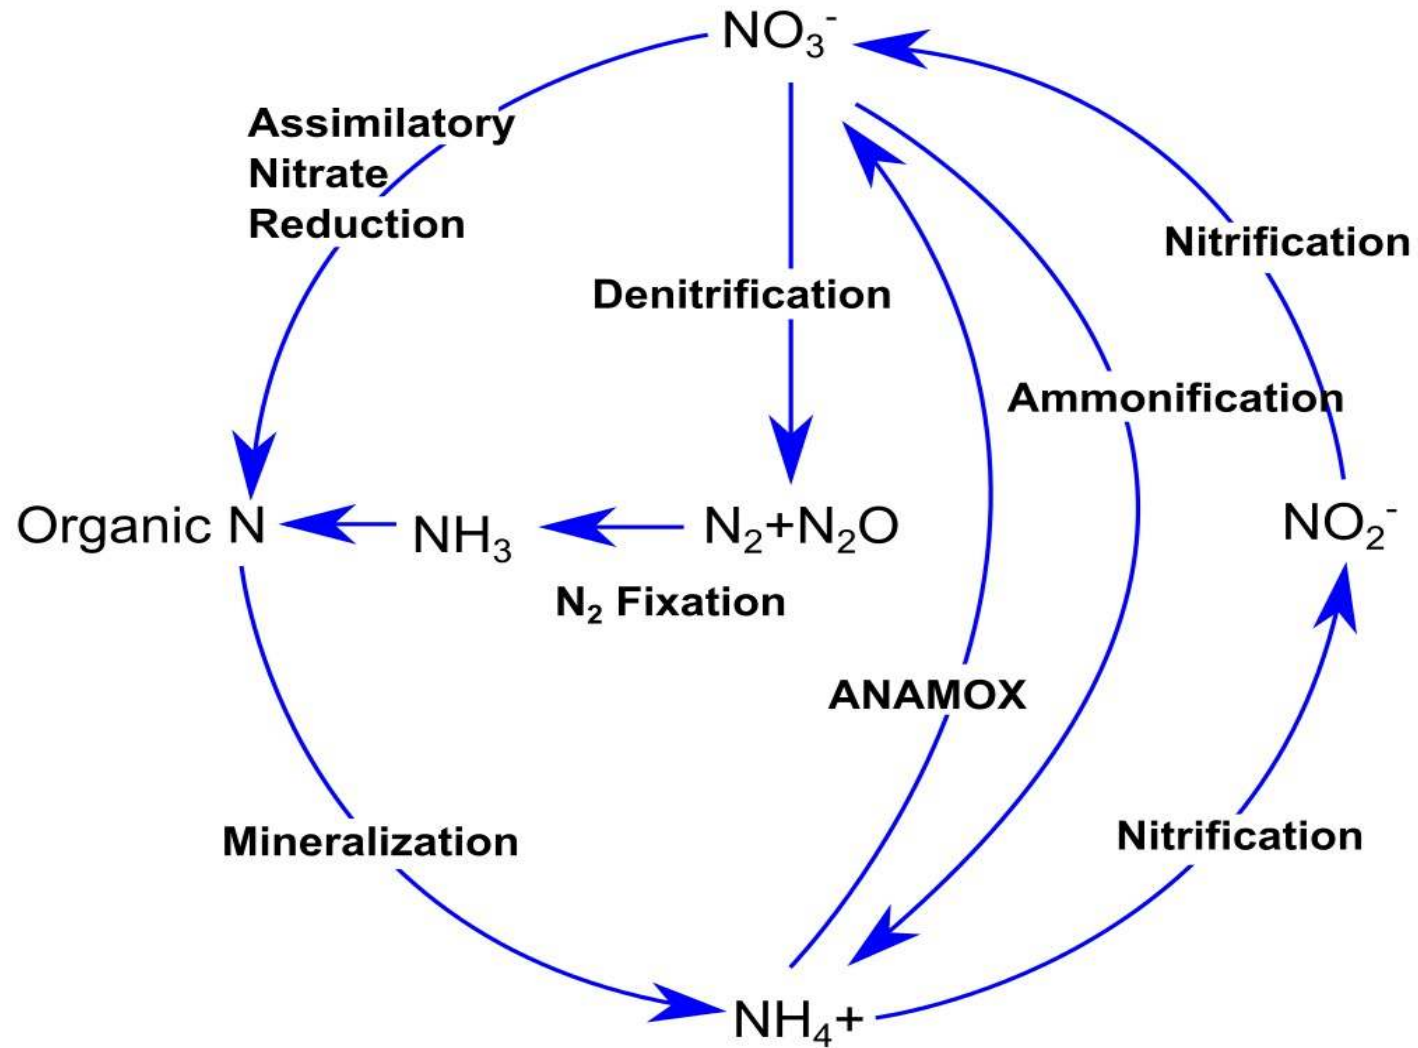 NO₃⁻
Assimilatory
Nitrate
Reduction
Nitrification
Denitrification
Ammonification
Organic N
NH₃
N₂+N₂O
NO₂⁻
N₂ Fixation
ANAMOX
Mineralization
Nitrification
NH₄+